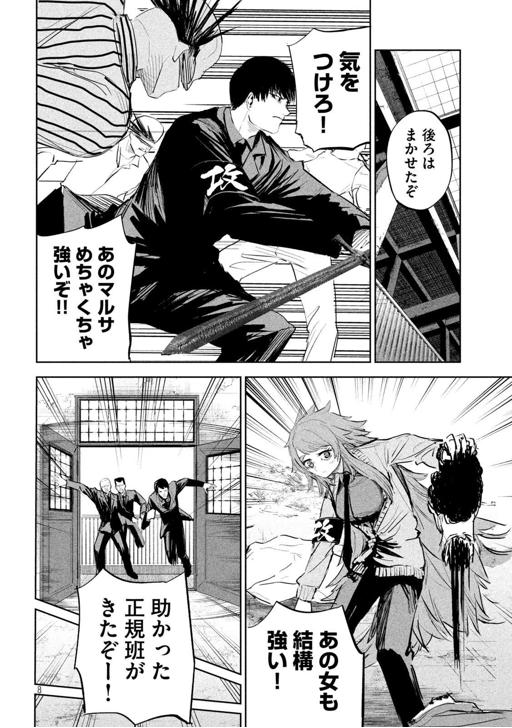 後ろは
まかせたぞ
気を
つけろ！
攻
あのマルサ
めちゃくちゃ
強いぞ!!
攻
あの女も
結構
強い！
助かった
正規班が
きたぞー！
8